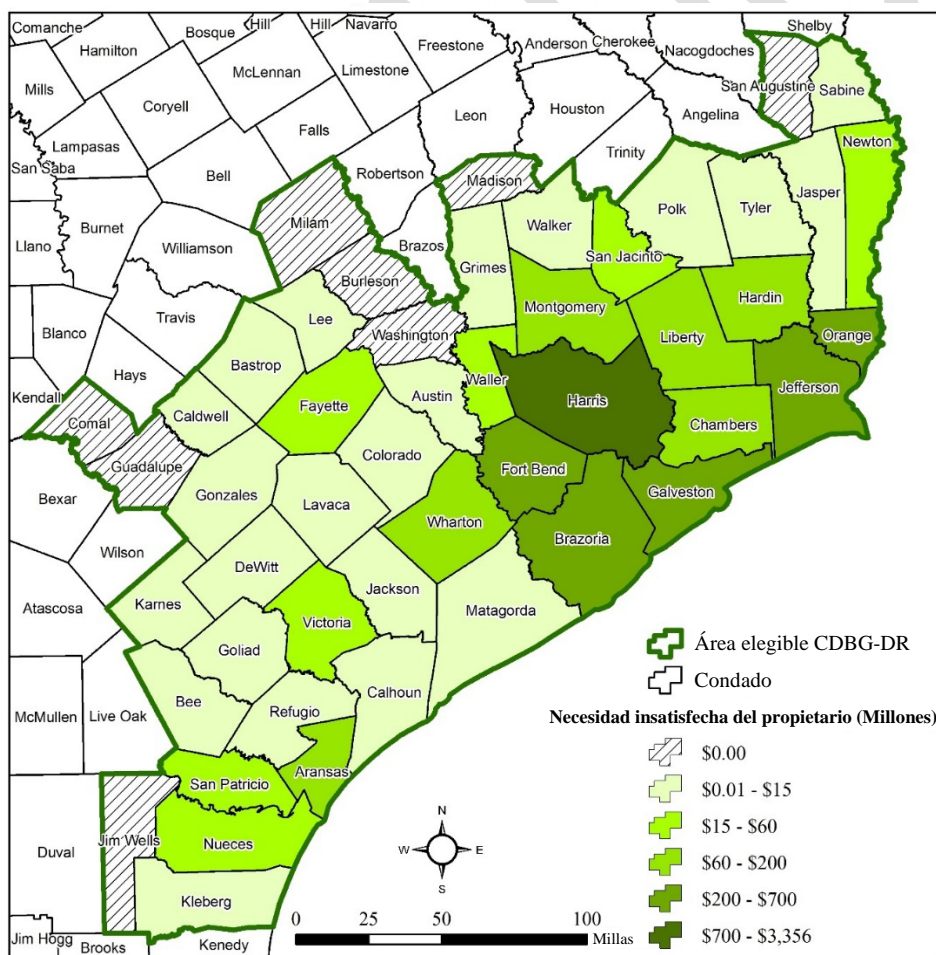 Comanche
Hamilton
Bosque
Hill
Hill
Navarro
Freestone
Anderson
Cherokee
Nacogdoches
Shelby
Mills
McLennan
Limestone
San Augustine
Sabine
Coryell
Leon
Houston
Angelina
Lampasas
Falls
Trinity
Newton
San Saba
Bell
Robertson
Madison
Jasper
Burnet
Milam
Walker
Polk
Tyler
Llano
Williamson
Brazos
San Jacinto
Grimes
Burleson
Montgomery
Hardin
Blanco
Travis
Lee
Washington
Liberty
Orange
Bastrop
Hays
Waller
Jefferson
Kendall
Caldwell
Fayette
Austin
Harris
Comal
Chambers
Guadalupe
Colorado
Fort Bend
Bexar
Gonzales
Lavaca
Galveston
Wharton
Brazoria
Wilson
DeWitt
Atascosa
Karnes
Jackson
Victoria
Matagorda
Goliad
Calhoun
Bee
McMullen
Live Oak
Refugio
Aransas
San Patricio
Duval
Jim Wells
Nueces
Kleberg
Jim Hogg
Brooks
Kenedy
N
W E
S
0 25 50 100
Millas
Área elegible CDBG-DR
Condado
Necesidad insatisfecha del propietario (Millones)
$0.00
$0.01 - $15
$15 - $60
$60 - $200
$200 - $700
$700 - $3,356